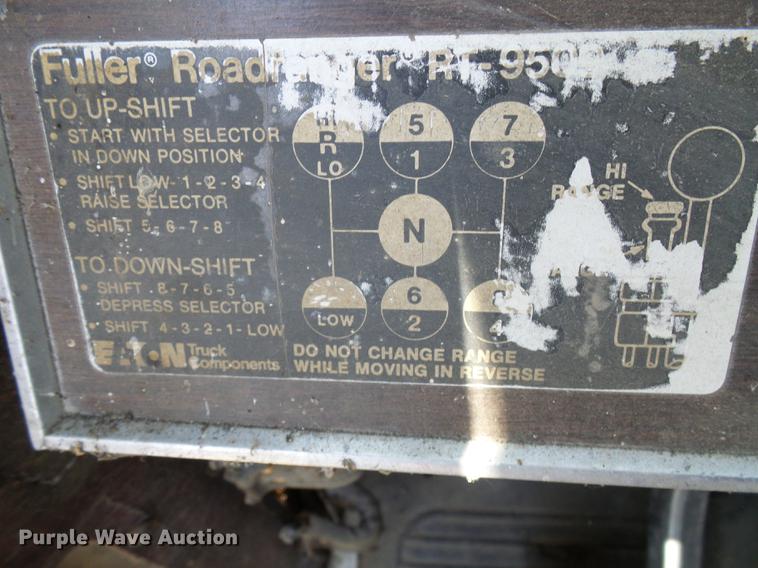 Fuller® Roadranger® RT-950
TO UP-SHIFT
• START WITH SELECTOR
IN DOWN POSITION
• SHIFT LOW-1-2-3-4
RAISE SELECTOR
• SHIFT 5-6-7-8
TO DOWN-SHIFT
• SHIFT 8-7-6-5
DEPRESS SELECTOR
• SHIFT 4-3-2-1-LOW
EATON Truck
Components
HI
R
LO
5
1
7
3
N
LOW
6
2
4
HI
RANGE
DO NOT CHANGE RANGE
WHILE MOVING IN REVERSE
Purple Wave Auction